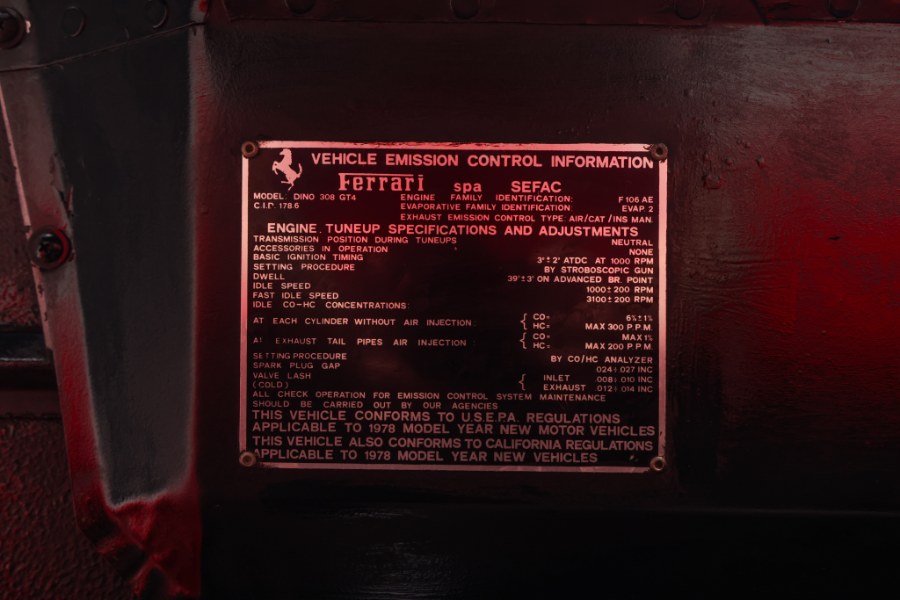 VEHICLE EMISSION CONTROL INFORMATION
Ferrari spa SEFAC
MODEL: DINO 308 GT4 ENGINE FAMILY IDENTIFICATION: F 106 AE
C.I.D. 178.6 EVAPORATIVE FAMILY IDENTIFICATION: EVAP 2
EXHAUST EMISSION CONTROL TYPE AIR/CAT/INS MAN.
ENGINE. TUNEUP SPECIFICATIONS AND ADJUSTMENTS
TRANSMISSION POSITION DURING TUNEUPS NEUTRAL
ACCESSORIES IN OPERATION NONE
BASIC IGNITION TIMING 3°±2° ATDC AT 1000 RPM
SETTING PROCEDURE BY STROBOSCOPIC GUN
DWELL 39°±3° ON ADVANCED BR. POINT
IDLE SPEED 1000±200 RPM
FAST IDLE SPEED 3100±200 RPM
IDLE CO-HC CONCENTRATIONS:
AT EACH CYLINDER WITHOUT AIR INJECTION { CO= 6%±1%
HC= MAX 300 P.P.M.
AT EXHAUST TAIL PIPES AIR INJECTION { CO= MAX 1%
HC= MAX 200 P.P.M.
SETTING PROCEDURE BY CO/HC ANALYZER
SPARK PLUG GAP .024÷.027 INC
VALVE LASH { INLET .008÷.010 INC
(COLD) EXHAUST .012÷.014 INC
ALL CHECK OPERATION FOR EMISSION CONTROL SYSTEM MAINTENANCE
SHOULD BE CARRIED OUT BY OUR AGENCIES
THIS VEHICLE CONFORMS TO U.S.E.P.A. REGULATIONS
APPLICABLE TO 1978 MODEL YEAR NEW MOTOR VEHICLES
THIS VEHICLE ALSO CONFORMS TO CALIFORNIA REGULATIONS
APPLICABLE TO 1978 MODEL YEAR NEW VEHICLES